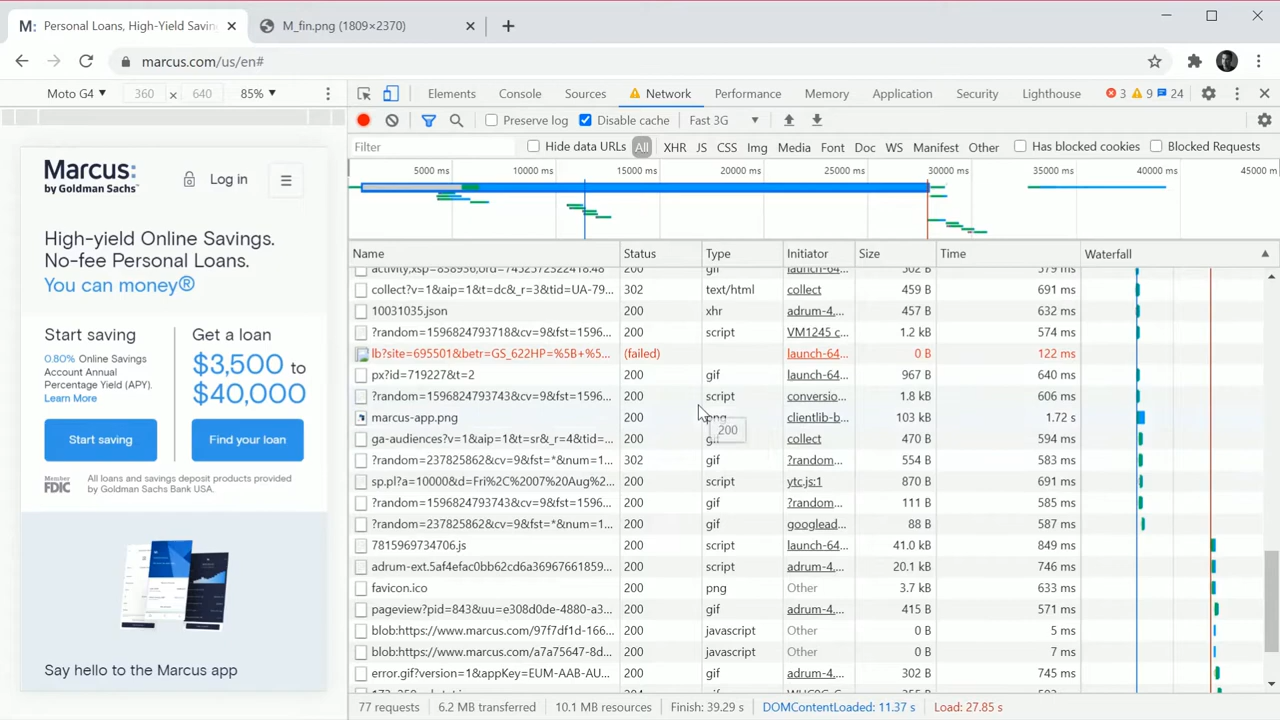 M: Personal Loans, High-Yield Savin
M_fin.png (1809×2370)
marcus.com/us/en#
Moto G4 360 × 640 85%
Elements Console Sources Network Performance Memory Application Security Lighthouse 3 9 24
Preserve log Disable cache Fast 3G
Filter Hide data URLs All XHR JS CSS Img Media Font Doc WS Manifest Other Has blocked cookies Blocked Requests
5000 ms 10000 ms 15000 ms 20000 ms 25000 ms 30000 ms 35000 ms 40000 ms 45000 m
Name Status Type Initiator Size Time Waterfall
activity;xsp=838936;ord=7452572522418.48 200 gif launch-64... 502 B 579 ms
collect?v=1&aip=1&t=dc&_r=3&tid=UA-79... 302 text/html collect 459 B 691 ms
10031035.json 200 xhr adrum-4.... 457 B 632 ms
?random=1596824793718&cv=9&fst=1596... 200 script VM1245 c... 1.2 kB 574 ms
lb?site=695501&betr=GS_622HP=%5B+%5... (failed) launch-64... 0 B 122 ms
px?id=719227&t=2 200 gif launch-64... 967 B 640 ms
?random=1596824793743&cv=9&fst=1596... 200 script conversio... 1.8 kB 606 ms
marcus-app.png 200 png clientlib-b... 103 kB 1.72 s
200
ga-audiences?v=1&aip=1&t=sr&_r=4&tid=... 200 gif collect 470 B 594 ms
?random=237825862&cv=9&fst=*&num=1... 302 gif ?random... 554 B 583 ms
sp.pl?a=10000&d=Fri%2C%2007%20Aug%2... 200 script ytc.js:1 870 B 691 ms
?random=1596824793743&cv=9&fst=*&nu... 200 gif ?random... 111 B 585 ms
?random=237825862&cv=9&fst=*&num=1... 200 gif googlead... 88 B 587 ms
7815969734706.js 200 script launch-64... 41.0 kB 849 ms
adrum-ext.5af4efac0bb62cd6a36967661859... 200 script adrum-4.... 20.1 kB 746 ms
favicon.ico 200 png Other 3.7 kB 633 ms
pageview?pid=843&uu=e308d0de-4880-a3... 200 gif adrum-4.... 415 B 571 ms
blob:https://www.marcus.com/97f7df1d-166... 200 javascript Other 0 B 5 ms
blob:https://www.marcus.com/a7a75647-8d... 200 javascript Other 0 B 7 ms
error.gif?version=1&appKey=EUM-AAB-AU... 200 gif adrum-4.... 302 B 745 ms
77 requests 6.2 MB transferred 10.1 MB resources Finish: 39.29 s DOMContentLoaded: 11.37 s Load: 27.85 s
Marcus:
by Goldman Sachs
Log in
High-yield Online Savings.
No-fee Personal Loans.
You can money®
Start saving
0.80% Online Savings
Account Annual
Percentage Yield (APY).
Learn More
Start saving
Get a loan
$3,500 to
$40,000
Find your loan
Member
FDIC
All loans and savings deposit products provided
by Goldman Sachs Bank USA.
Say hello to the Marcus app